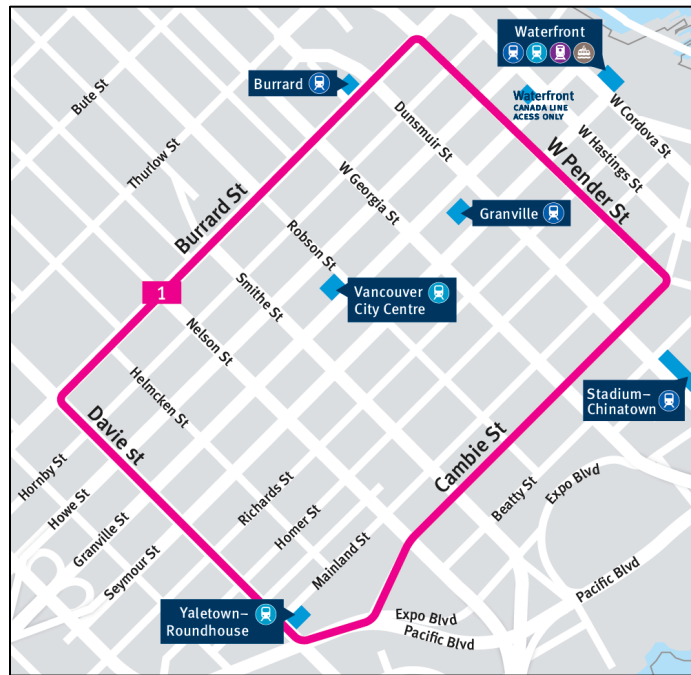 Waterfront
Burrard
Waterfront
CANADA LINE
ACESS ONLY
Bute St
Dunsmuir St
W Cordova St
W Hastings St
Thurlow St
W Pender St
W Georgia St
Burrard St
Granville
Robson St
1
Smithe St
Vancouver
City Centre
Nelson St
Helmcken St
Stadium–
Chinatown
Davie st
Cambie St
Hornby St
Howe St
Granville St
Seymour St
Richards St
Homer St
Mainland St
Beatty St
Expo Blvd
Pacific Blvd
Yaletown–
Roundhouse
Expo Blvd
Pacific Blvd